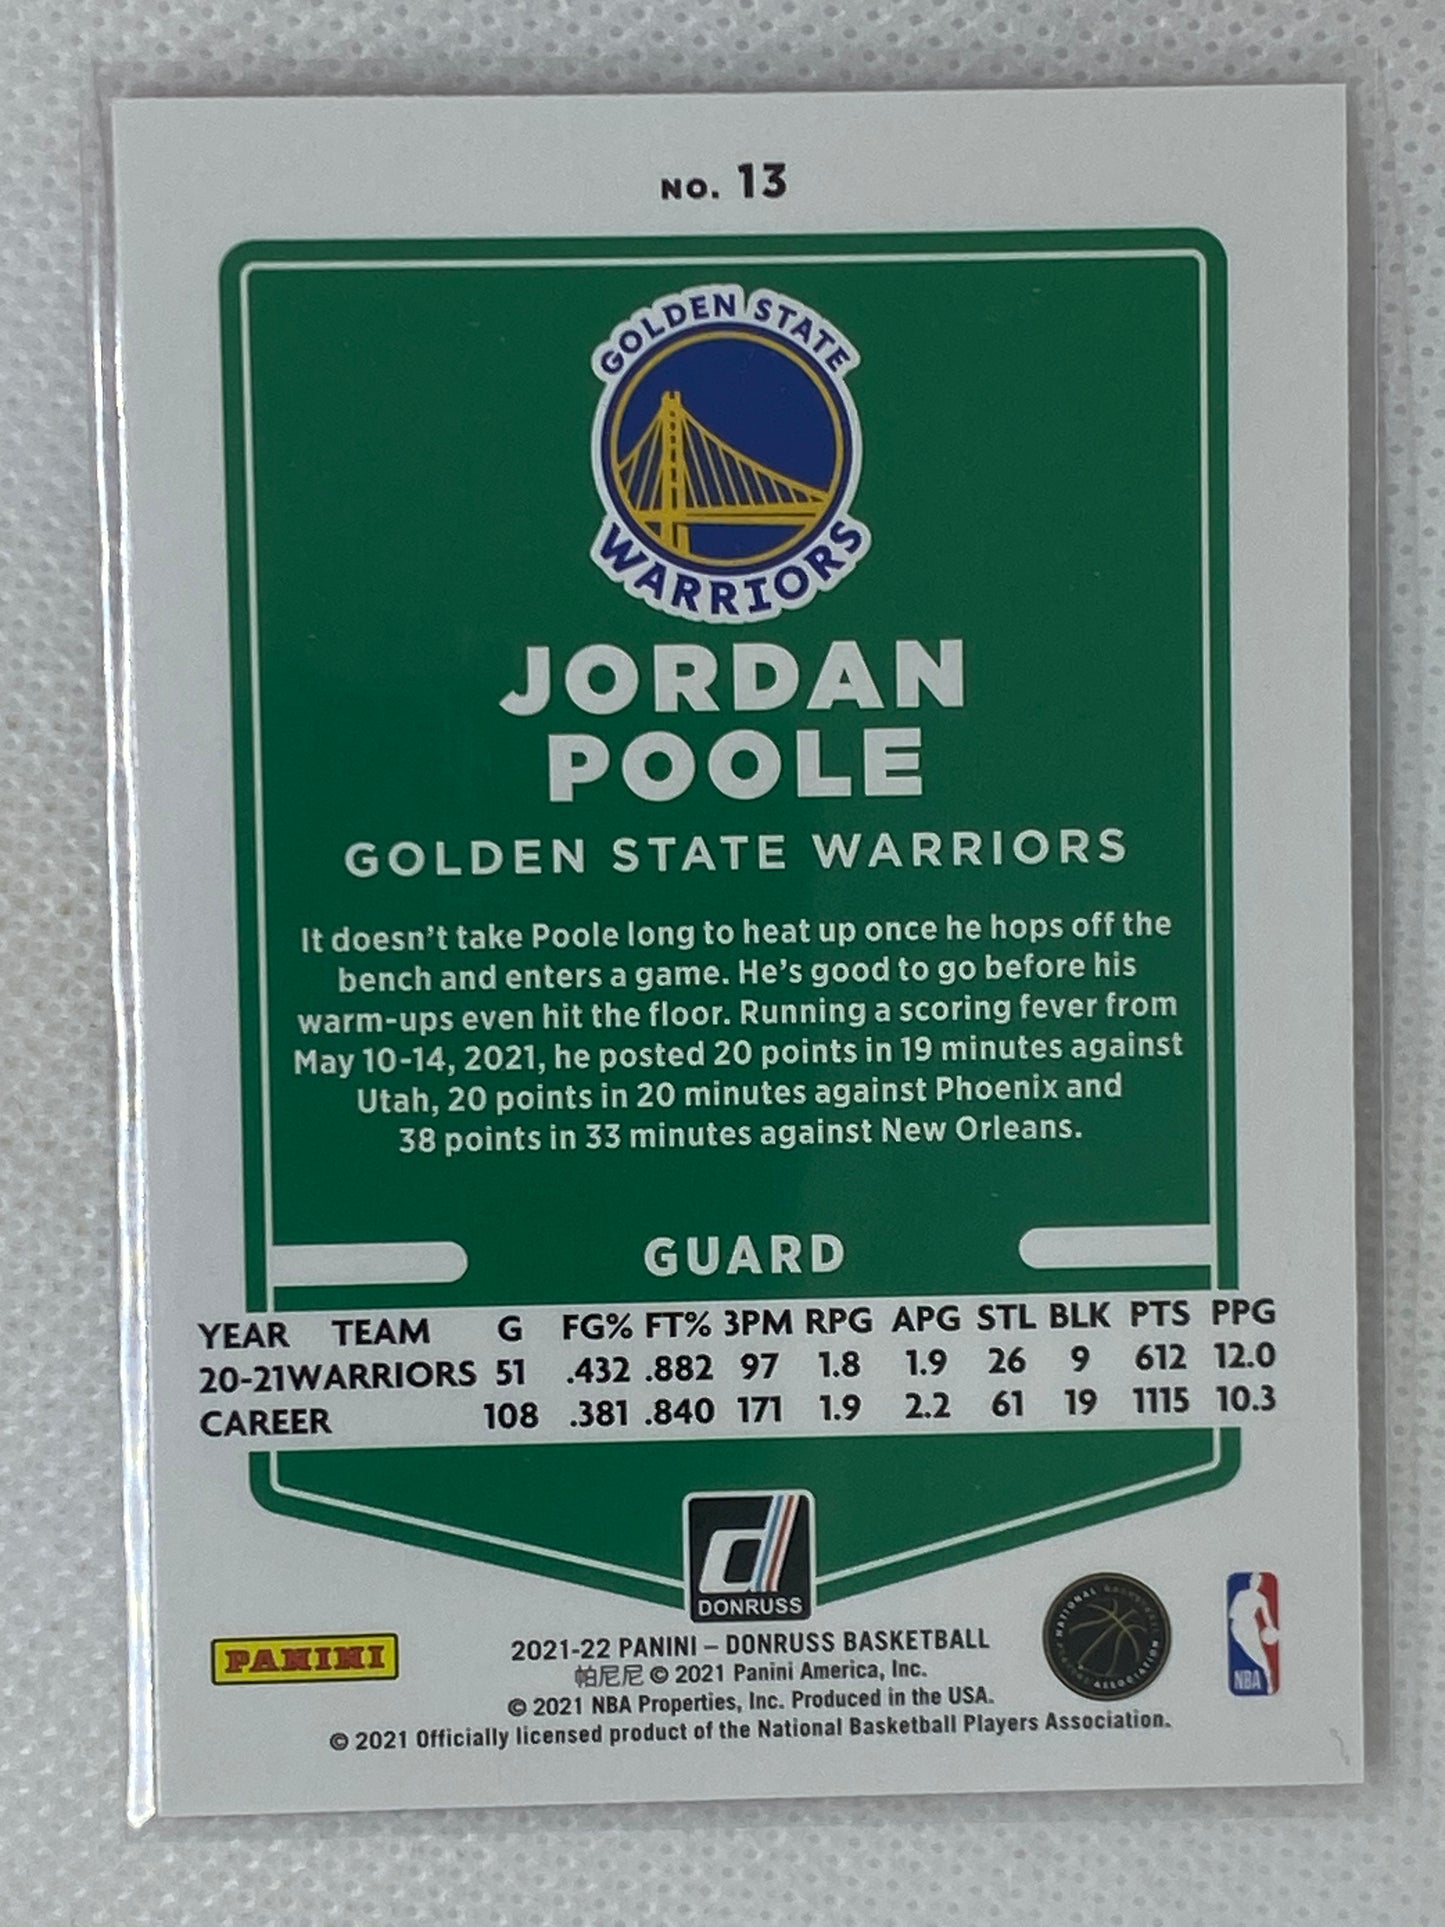 NO. 13
GOLDEN STATE
WARRIORS
JORDAN
POOLE
GOLDEN STATE WARRIORS
It doesn't take Poole long to heat up once he hops off the
bench and enters a game. He's good to go before his
warm-ups even hit the floor. Running a scoring fever from
May 10-14, 2021, he posted 20 points in 19 minutes against
Utah, 20 points in 20 minutes against Phoenix and
38 points in 33 minutes against New Orleans.
GUARD
YEAR TEAM G FG% FT% 3PM RPG APG STL BLK PTS PPG
20-21 WARRIORS 51 .432 .882 97 1.8 1.9 26 9 612 12.0
CAREER 108 .381 .840 171 1.9 2.2 61 19 1115 10.3
DONRUSS
PANINI
2021-22 PANINI – DONRUSS BASKETBALL
帕尼尼 © 2021 Panini America, Inc.
© 2021 NBA Properties, Inc. Produced in the USA.
© 2021 Officially licensed product of the National Basketball Players Association.
NATIONAL BASKETBALL
PLAYERS ASSOCIATION
NBA